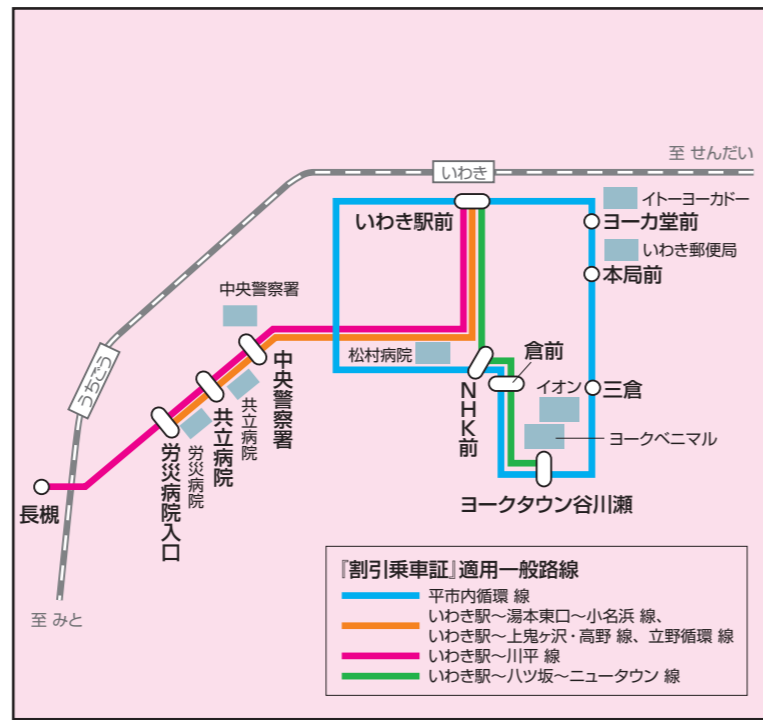 至 せんだい
いわき
イトーヨーカドー
いわき駅前
ヨーカ堂前
いわき郵便局
本局前
中央警察署
松村病院
倉前
うちごう
中央警察署
共立病院
共立病院
NHK前
イオン
三倉
労災病院
労災病院入口
ヨークベニマル
長槻
ヨークタウン谷川瀬
至 みと
『割引乗車証』適用一般路線
平市内循環 線
いわき駅〜湯本東口〜小名浜 線、
いわき駅〜上鬼ヶ沢・高野 線、立野循環 線
いわき駅〜川平 線
いわき駅〜八ツ坂〜ニュータウン 線